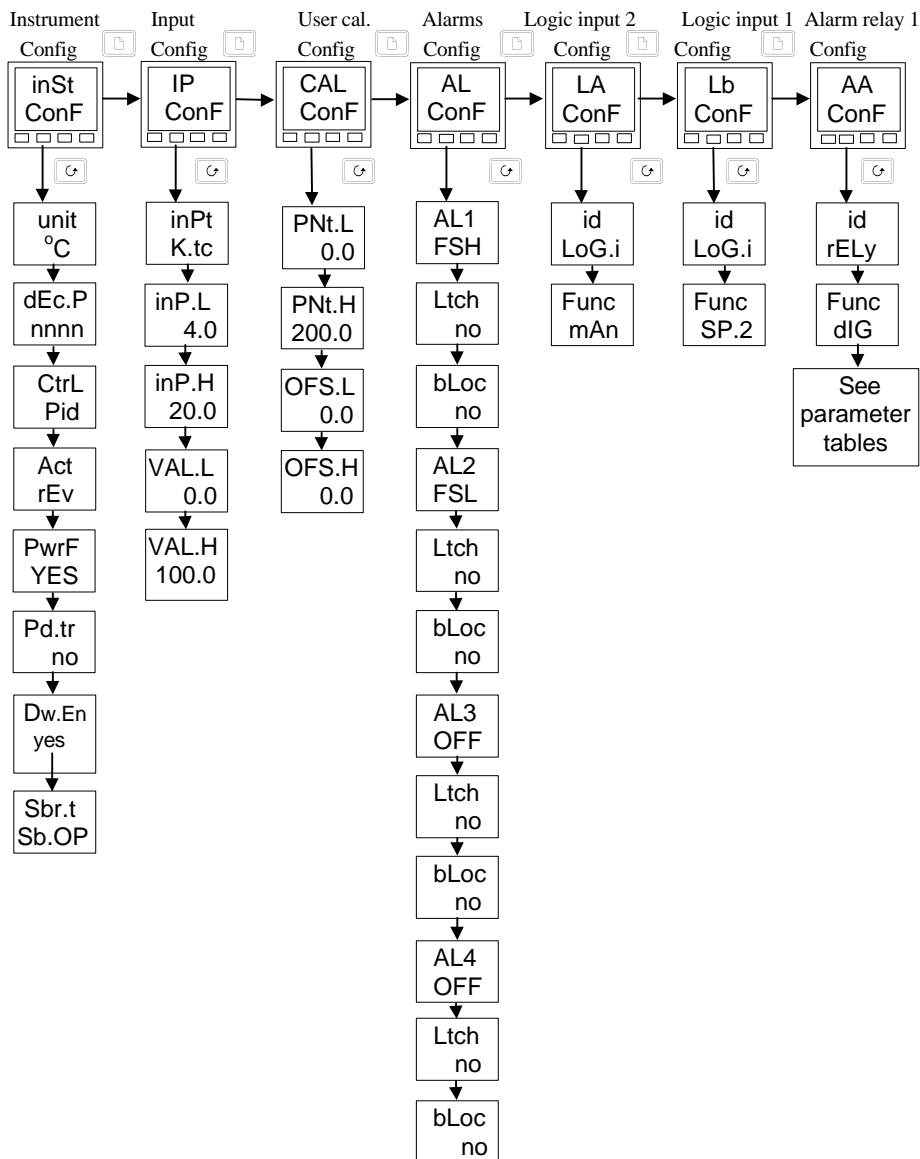 Instrument
Config
Input
Config
User cal.
Config
Alarms
Config
Logic input 2
Config
Logic input 1
Config
Alarm relay 1
Config
inSt
ConF
IP
ConF
CAL
ConF
AL
ConF
LA
ConF
Lb
ConF
AA
ConF
unit
°C
dEc.P
nnnn
CtrL
Pid
Act
rEv
PwrF
YES
Pd.tr
no
Dw.En
yes
Sbr.t
Sb.OP
inPt
K.tc
inP.L
4.0
inP.H
20.0
VAL.L
0.0
VAL.H
100.0
PNt.L
0.0
PNt.H
200.0
OFS.L
0.0
OFS.H
0.0
AL1
FSH
Ltch
no
bLoc
no
AL2
FSL
Ltch
no
bLoc
no
AL3
OFF
Ltch
no
bLoc
no
AL4
OFF
Ltch
no
bLoc
no
id
LoG.i
Func
mAn
id
LoG.i
Func
SP.2
id
rELy
Func
dIG
See
parameter
tables